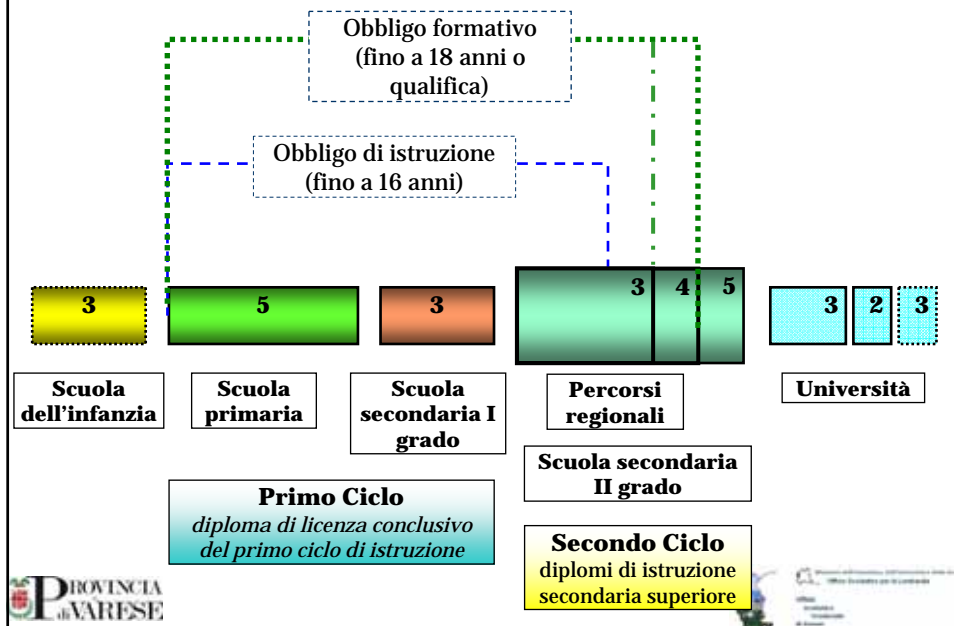 Obbligo formativo
(fino a 18 anni o
qualifica)
Obbligo di istruzione
(fino a 16 anni)
3
5
3
3
4
5
3
2
3
Scuola
dell'infanzia
Scuola
primaria
Scuola
secondaria I
grado
Percorsi
regionali
Università
Scuola secondaria
II grado
Primo Ciclo
diploma di licenza conclusivo
del primo ciclo di istruzione
Secondo Ciclo
diplomi di istruzione
secondaria superiore
PROVINCIA
di VARESE